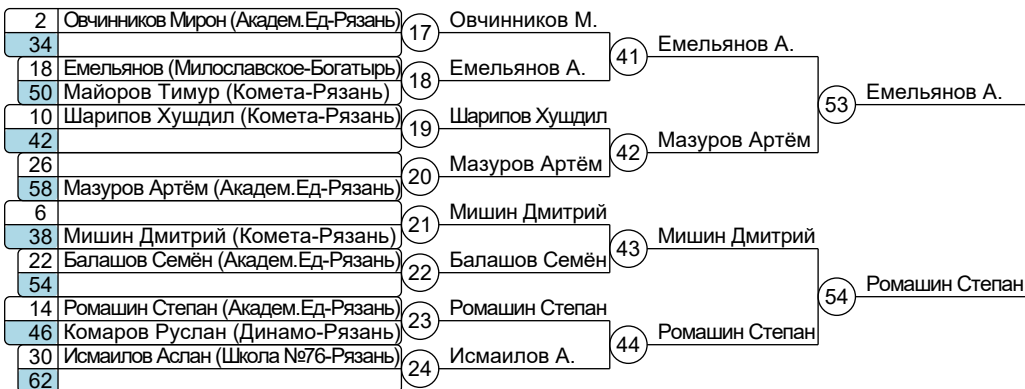 2 Овчинников Мирон (Академ.Ед-Рязань) 17 Овчинников М.
34
41 Емельянов А.
18 Емельянов (Милославское-Богатырь) 18 Емельянов А.
50 Майоров Тимур (Комета-Рязань)
53 Емельянов А.
10 Шарипов Хушдил (Комета-Рязань) 19 Шарипов Хушдил
42
42 Мазуров Артём
26
20 Мазуров Артём
58 Мазуров Артём (Академ.Ед-Рязань)
6
21 Мишин Дмитрий
38 Мишин Дмитрий (Комета-Рязань)
43 Мишин Дмитрий
22 Балашов Семён (Академ.Ед-Рязань) 22 Балашов Семён
54
54 Ромашин Степан
14 Ромашин Степан (Академ.Ед-Рязань) 23 Ромашин Степан
46 Комаров Руслан (Динамо-Рязань)
44 Ромашин Степан
30 Исмаилов Аслан (Школа №76-Рязань) 24 Исмаилов А.
62